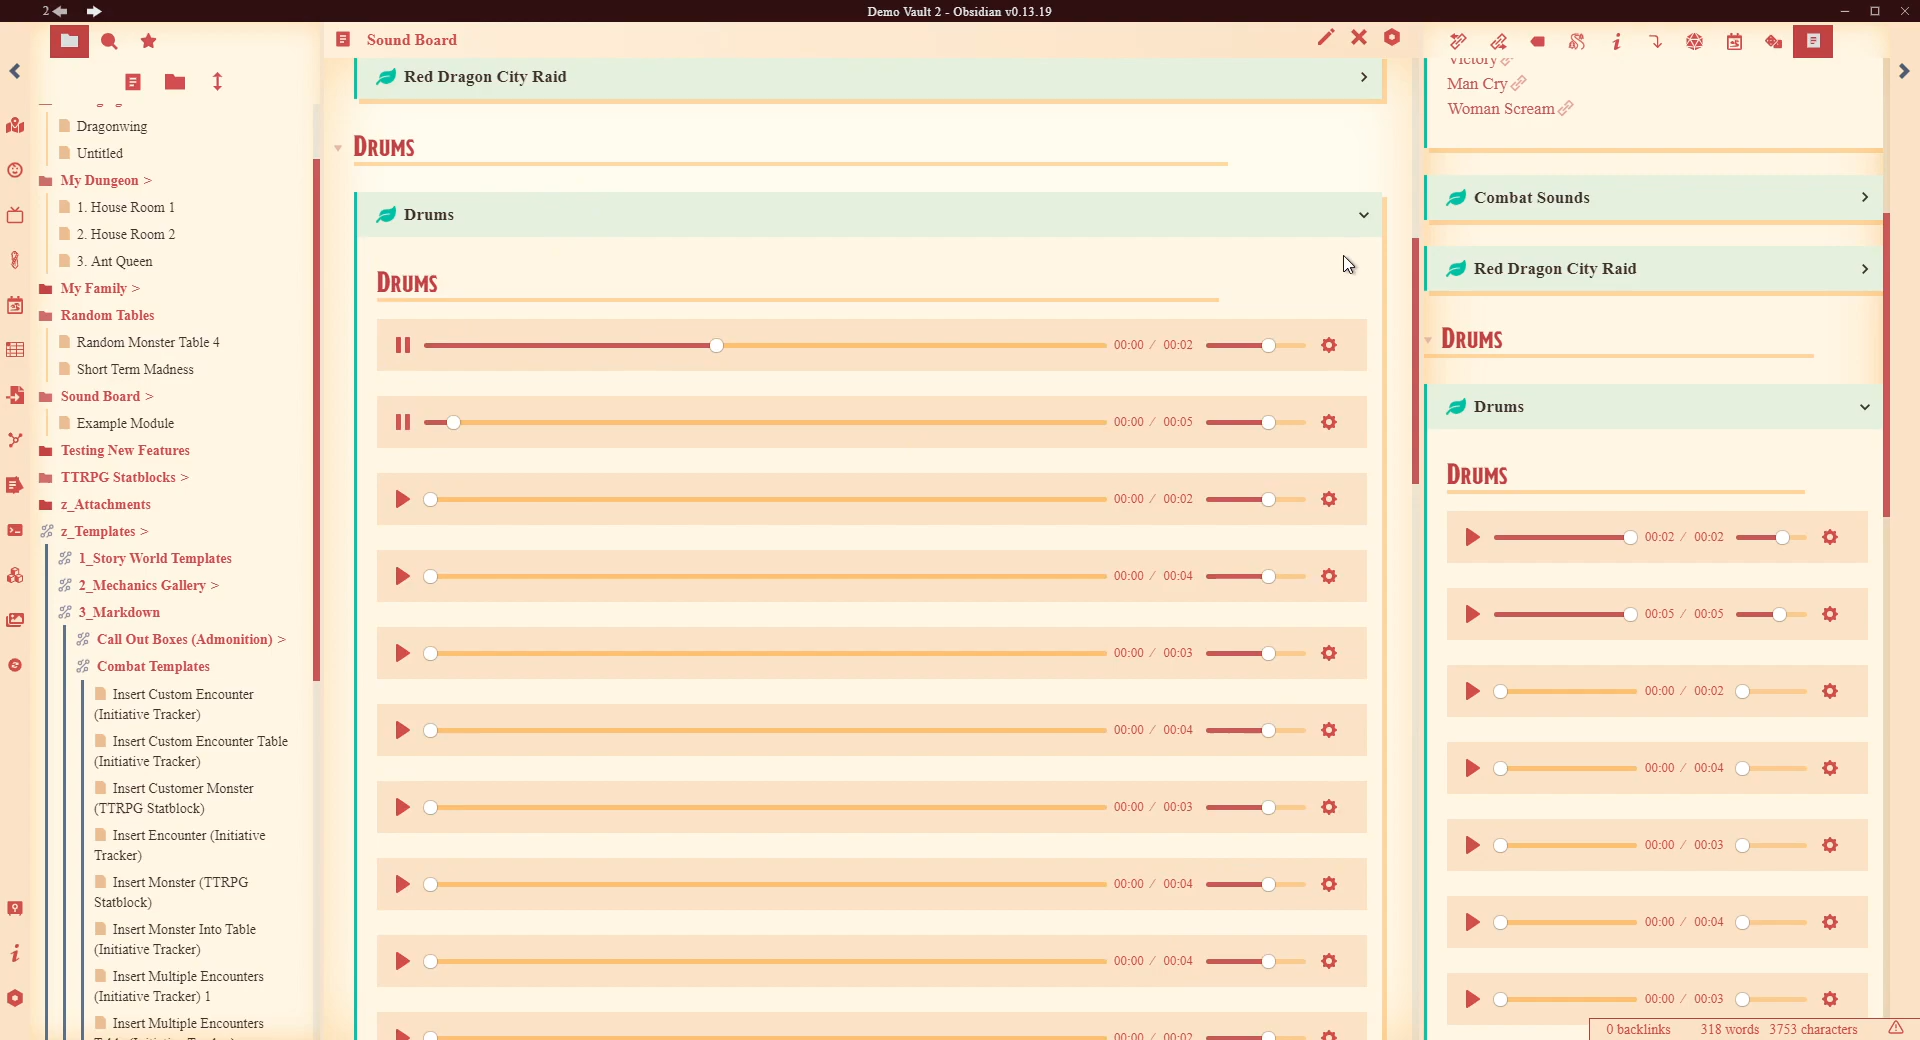 2
Demo Vault 2 - Obsidian v0.13.19
Dragonwing
Untitled
My Dungeon >
1. House Room 1
2. House Room 2
3. Ant Queen
My Family >
Random Tables
Random Monster Table 4
Short Term Madness
Sound Board >
Example Module
Testing New Features
TTRPG Statblocks >
z_Attachments
z_Templates >
1_Story World Templates
2_Mechanics Gallery >
3_Markdown
Call Out Boxes (Admonition) >
Combat Templates
Insert Custom Encounter
(Initiative Tracker)
Insert Custom Encounter Table
(Initiative Tracker)
Insert Customer Monster
(TTRPG Statblock)
Insert Encounter (Initiative
Tracker)
Insert Monster (TTRPG
Statblock)
Insert Monster Into Table
(Initiative Tracker)
Insert Multiple Encounters
(Initiative Tracker) 1
Insert Multiple Encounters
Sound Board
Red Dragon City Raid
DRUMS
Drums
DRUMS
00:00 / 00:02
00:00 / 00:05
00:00 / 00:02
00:00 / 00:04
00:00 / 00:03
00:00 / 00:04
00:00 / 00:03
00:00 / 00:04
00:00 / 00:04
00:00 / 00:02
Victory
Man Cry
Woman Scream
Combat Sounds
Red Dragon City Raid
DRUMS
Drums
DRUMS
00:02 / 00:02
00:05 / 00:05
00:00 / 00:02
00:00 / 00:04
00:00 / 00:03
00:00 / 00:04
00:00 / 00:03
0 backlinks 318 words 3753 characters